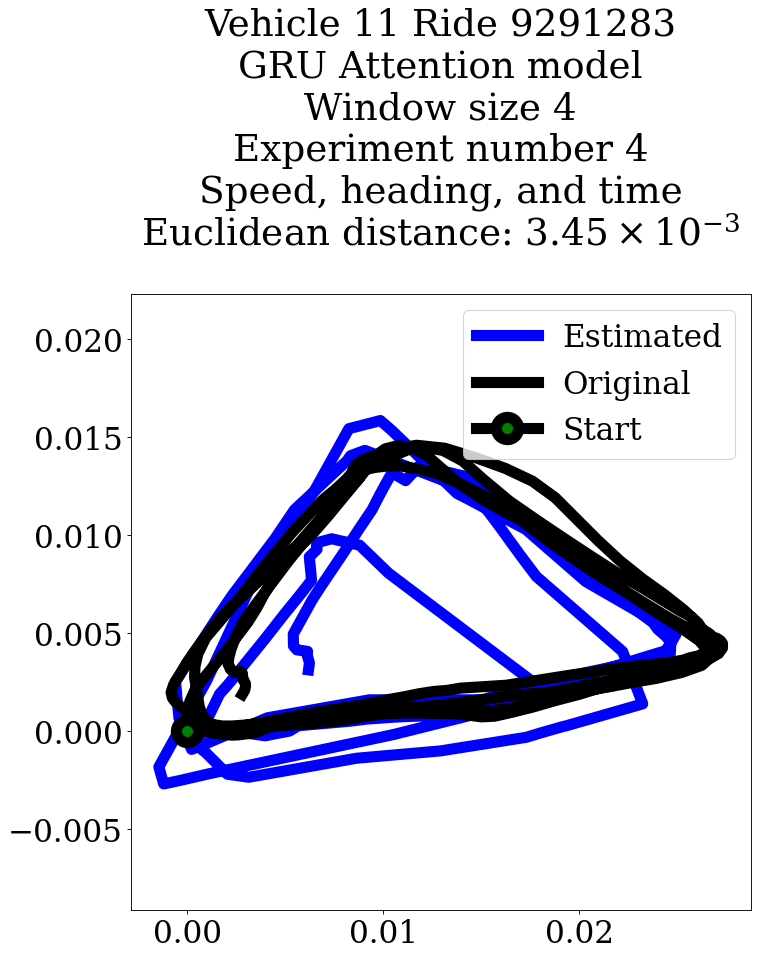 Vehicle 11 Ride 9291283
GRU Attention model
Window size 4
Experiment number 4
Speed, heading, and time
Euclidean distance: 3.45 × 10⁻³
Estimated
Original
Start
0.020
0.015
0.010
0.005
0.000
−0.005
0.00 0.01 0.02